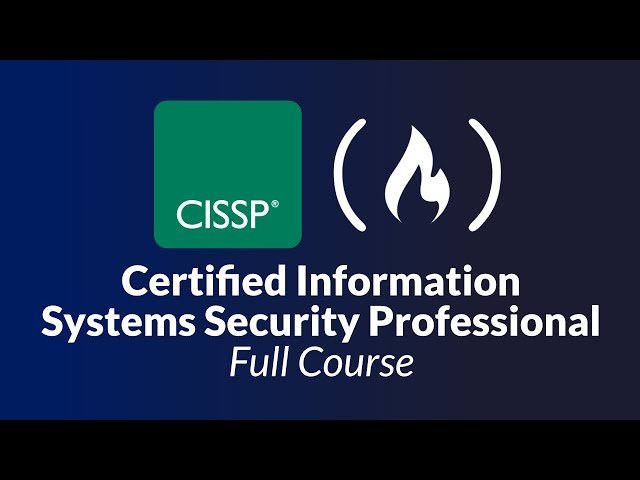 CISSP®
Certified Information
Systems Security Professional
Full Course